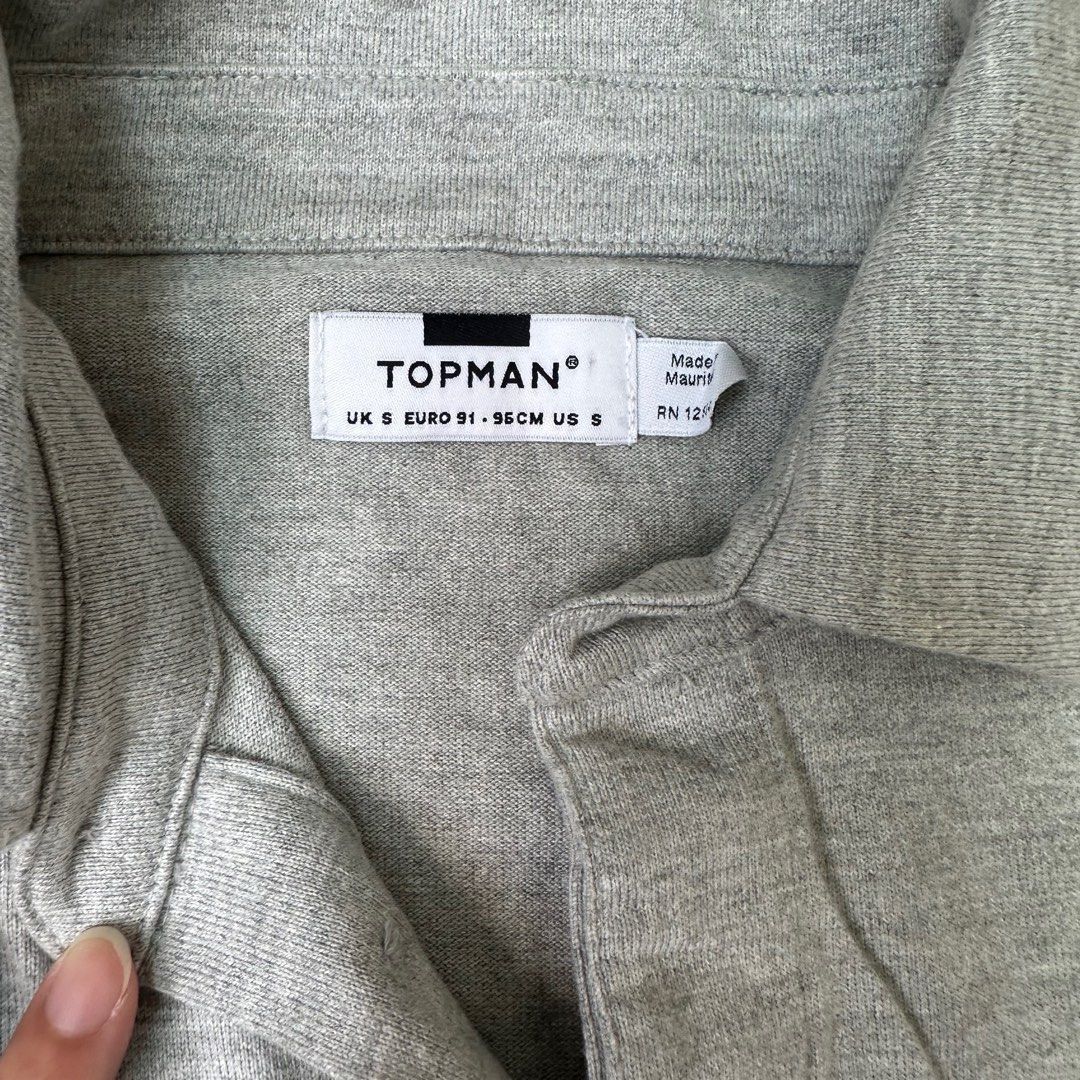 TOPMAN®
UK S EURO 91 - 95CM US S
Made
RN